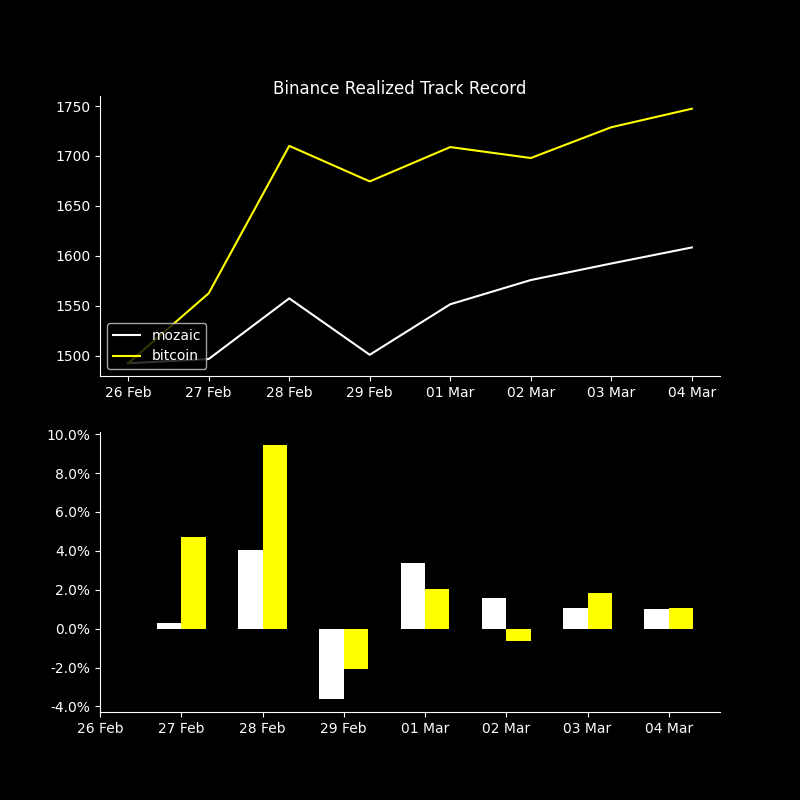 Binance Realized Track Record
1750
1700
1650
1600
1550
1500
mozaic
bitcoin
26 Feb 27 Feb 28 Feb 29 Feb 01 Mar 02 Mar 03 Mar 04 Mar
10.0%
8.0%
6.0%
4.0%
2.0%
0.0%
-2.0%
-4.0%
26 Feb 27 Feb 28 Feb 29 Feb 01 Mar 02 Mar 03 Mar 04 Mar